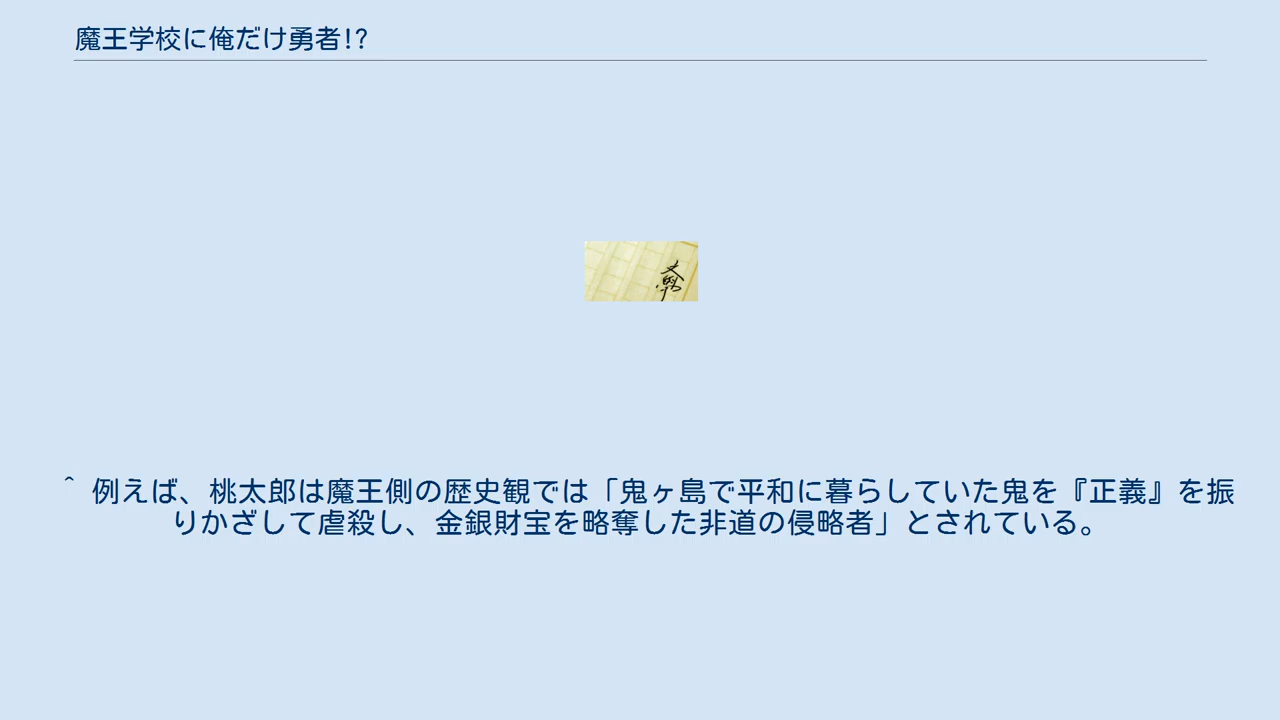 魔王学校に俺だけ勇者!?
^ 例えば、桃太郎は魔王側の歴史観では「鬼ヶ島で平和に暮らしていた鬼を『正義』を振
りかざして虐殺し、金銀財宝を略奪した非道の侵略者」とされている。